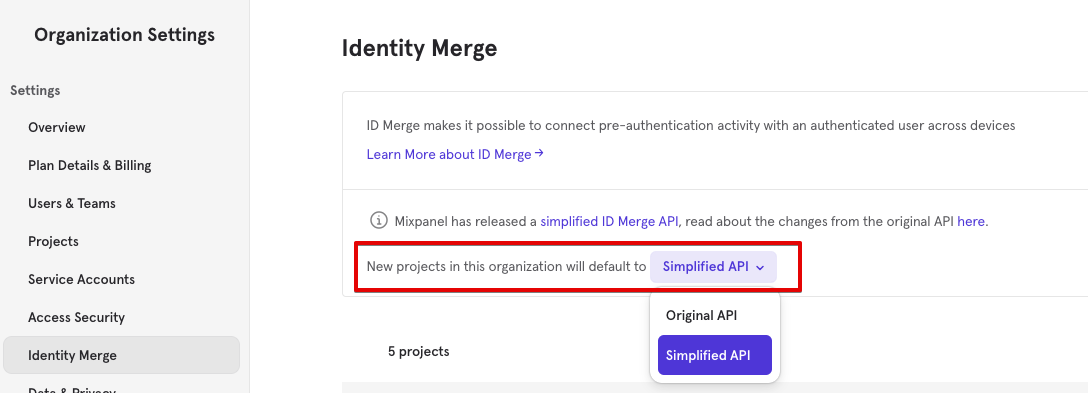 Organization Settings
Settings
Overview
Plan Details & Billing
Users & Teams
Projects
Service Accounts
Access Security
Identity Merge
Data & Privacy
Identity Merge
ID Merge makes it possible to connect pre-authentication activity with an authenticated user across devices
Learn More about ID Merge →
Mixpanel has released a simplified ID Merge API, read about the changes from the original API here.
New projects in this organization will default to Simplified API
Original API
Simplified API
5 projects